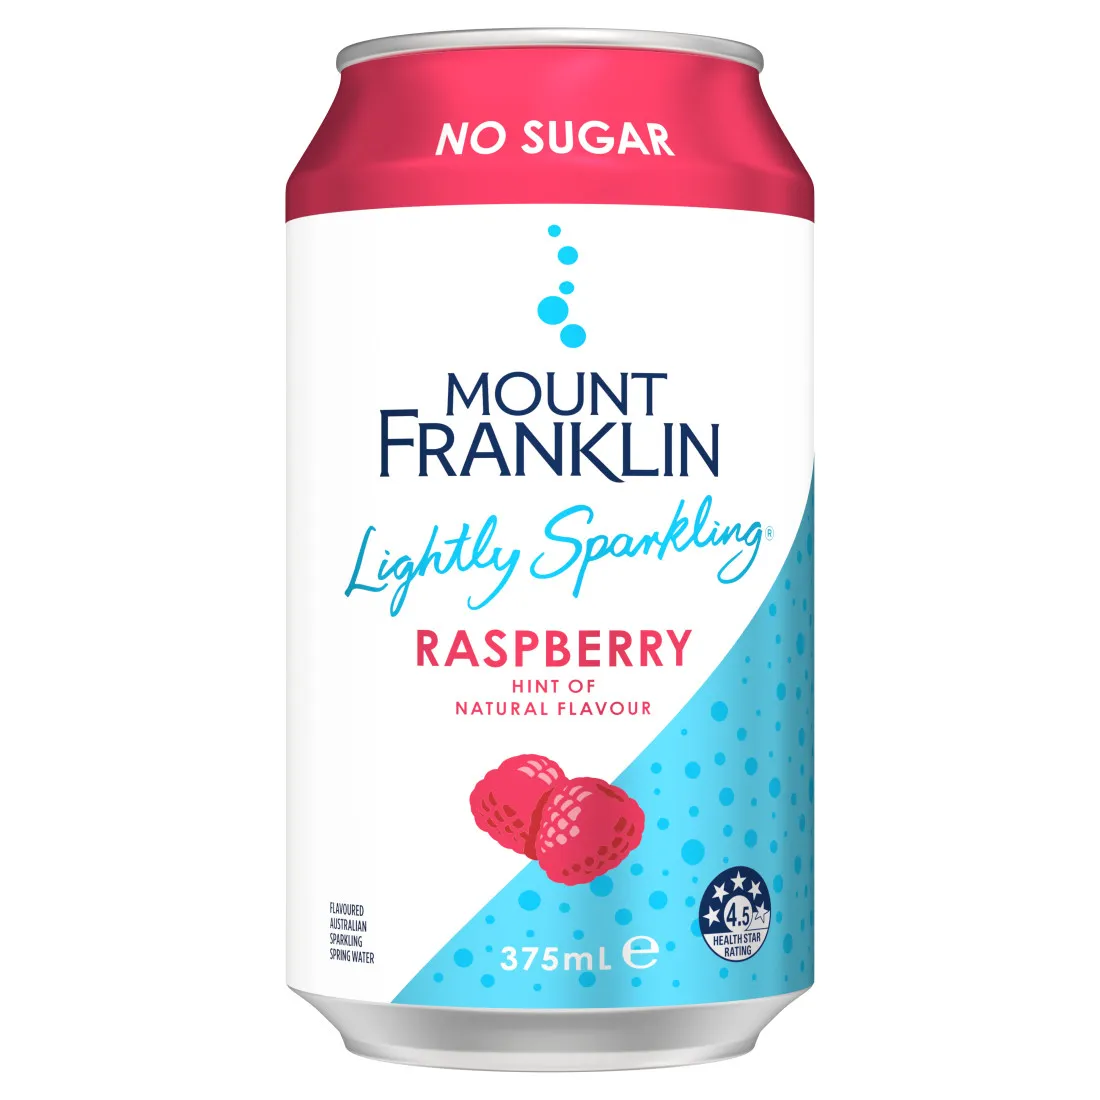 NO SUGAR
MOUNT
FRANKLIN
Lightly Sparkling®
RASPBERRY
HINT OF
NATURAL FLAVOUR
FLAVOURED
AUSTRALIAN
SPARKLING
SPRING WATER
375mL ℮
4.5
HEALTH STAR
RATING